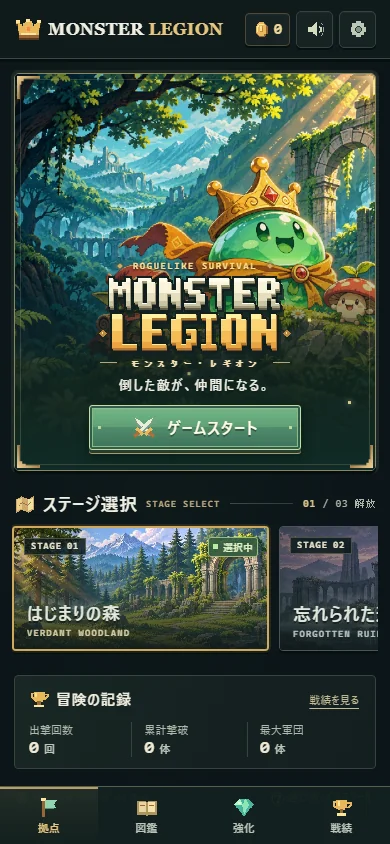 MONSTER LEGION
0
ROGUELIKE SURVIVAL
MONSTER
LEGION
モンスター・レギオン
倒した敵が、仲間になる。
ゲームスタート
ステージ選択 STAGE SELECT 01 / 03 解放
STAGE 01 選択中
はじまりの森
VERDANT WOODLAND
STAGE 02
忘れられた
FORGOTTEN
冒険の記録 戦績を見る
出撃回数 累計撃破 最大軍団
0 回 0 体 0 体
拠点 図鑑 強化 戦績